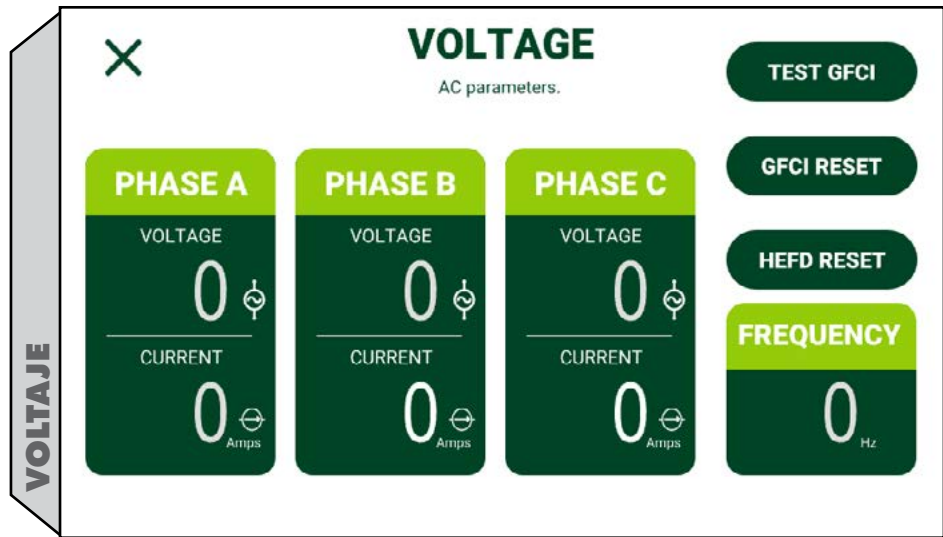 VOLTAJE
VOLTAGE
AC parameters.
TEST GFCI
GFCI RESET
HEFD RESET
PHASE A
VOLTAGE
0
CURRENT
0
Amps
PHASE B
VOLTAGE
0
CURRENT
0
Amps
PHASE C
VOLTAGE
0
CURRENT
0
Amps
FREQUENCY
0
Hz